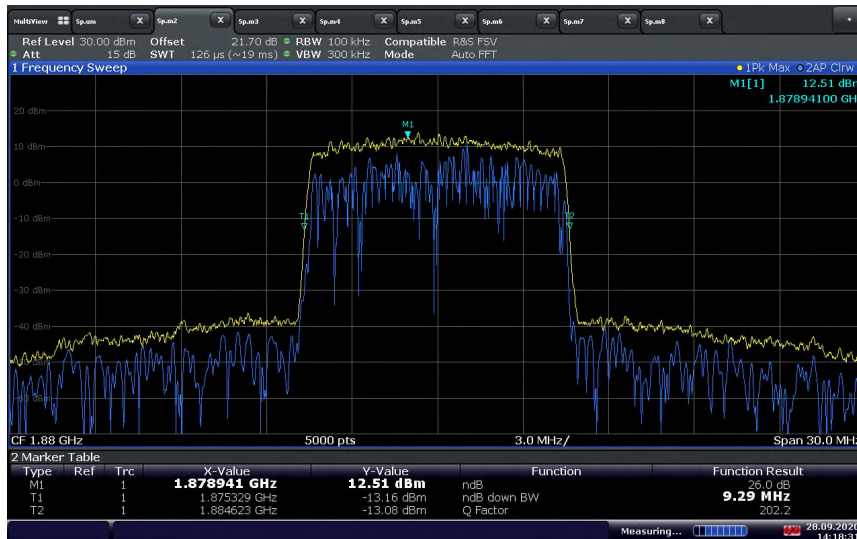 MultiView Sp.um X Sp.m2 X Sp.m3 X Sp.m4 X Sp.m5 X Sp.m6 X Sp.m7 X Sp.m8 X
Ref Level 30.00 dBm Offset 21.70 dB RBW 100 kHz Compatible R&S FSV
Att 15 dB SWT 126 µs (~19 ms) VBW 300 kHz Mode Auto FFT
1 Frequency Sweep 1Pk Max 2AP Clrw
M1[1] 12.51 dBm
1.87894100 GH
20 dBm
M1
10 dBm
0 dBm
-10 dBm
T1 T2
-20 dBm
-30 dBm
-40 dBm
CF 1.88 GHz 5000 pts 3.0 MHz/ Span 30.0 MHz
2 Marker Table
Type Ref Trc X-Value Y-Value Function Function Result
M1 1 1.878941 GHz 12.51 dBm ndB 26.0 dB
T1 1 1.875329 GHz -13.16 dBm ndB down BW 9.29 MHz
T2 1 1.884623 GHz -13.08 dBm Q Factor 202.2
Measuring... 28.09.2020
14:18:31